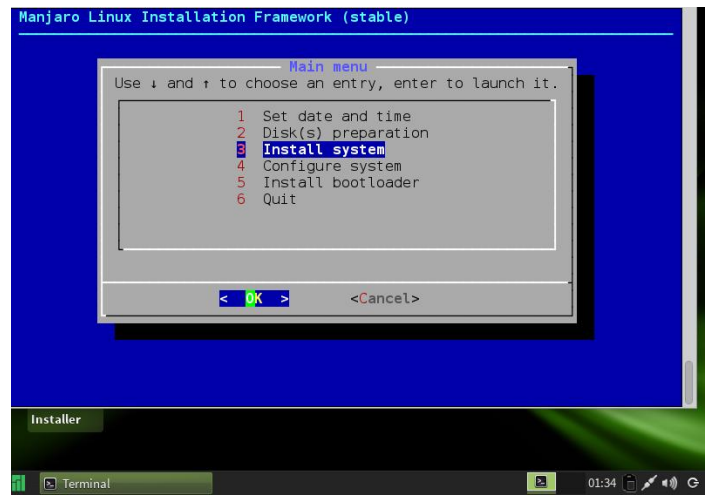 Manjaro Linux Installation Framework (stable)
Main menu
Use ↓ and ↑ to choose an entry, enter to launch it.
1 Set date and time
2 Disk(s) preparation
3 Install system
4 Configure system
5 Install bootloader
6 Quit
< OK > <Cancel>
Installer
Terminal 01:34